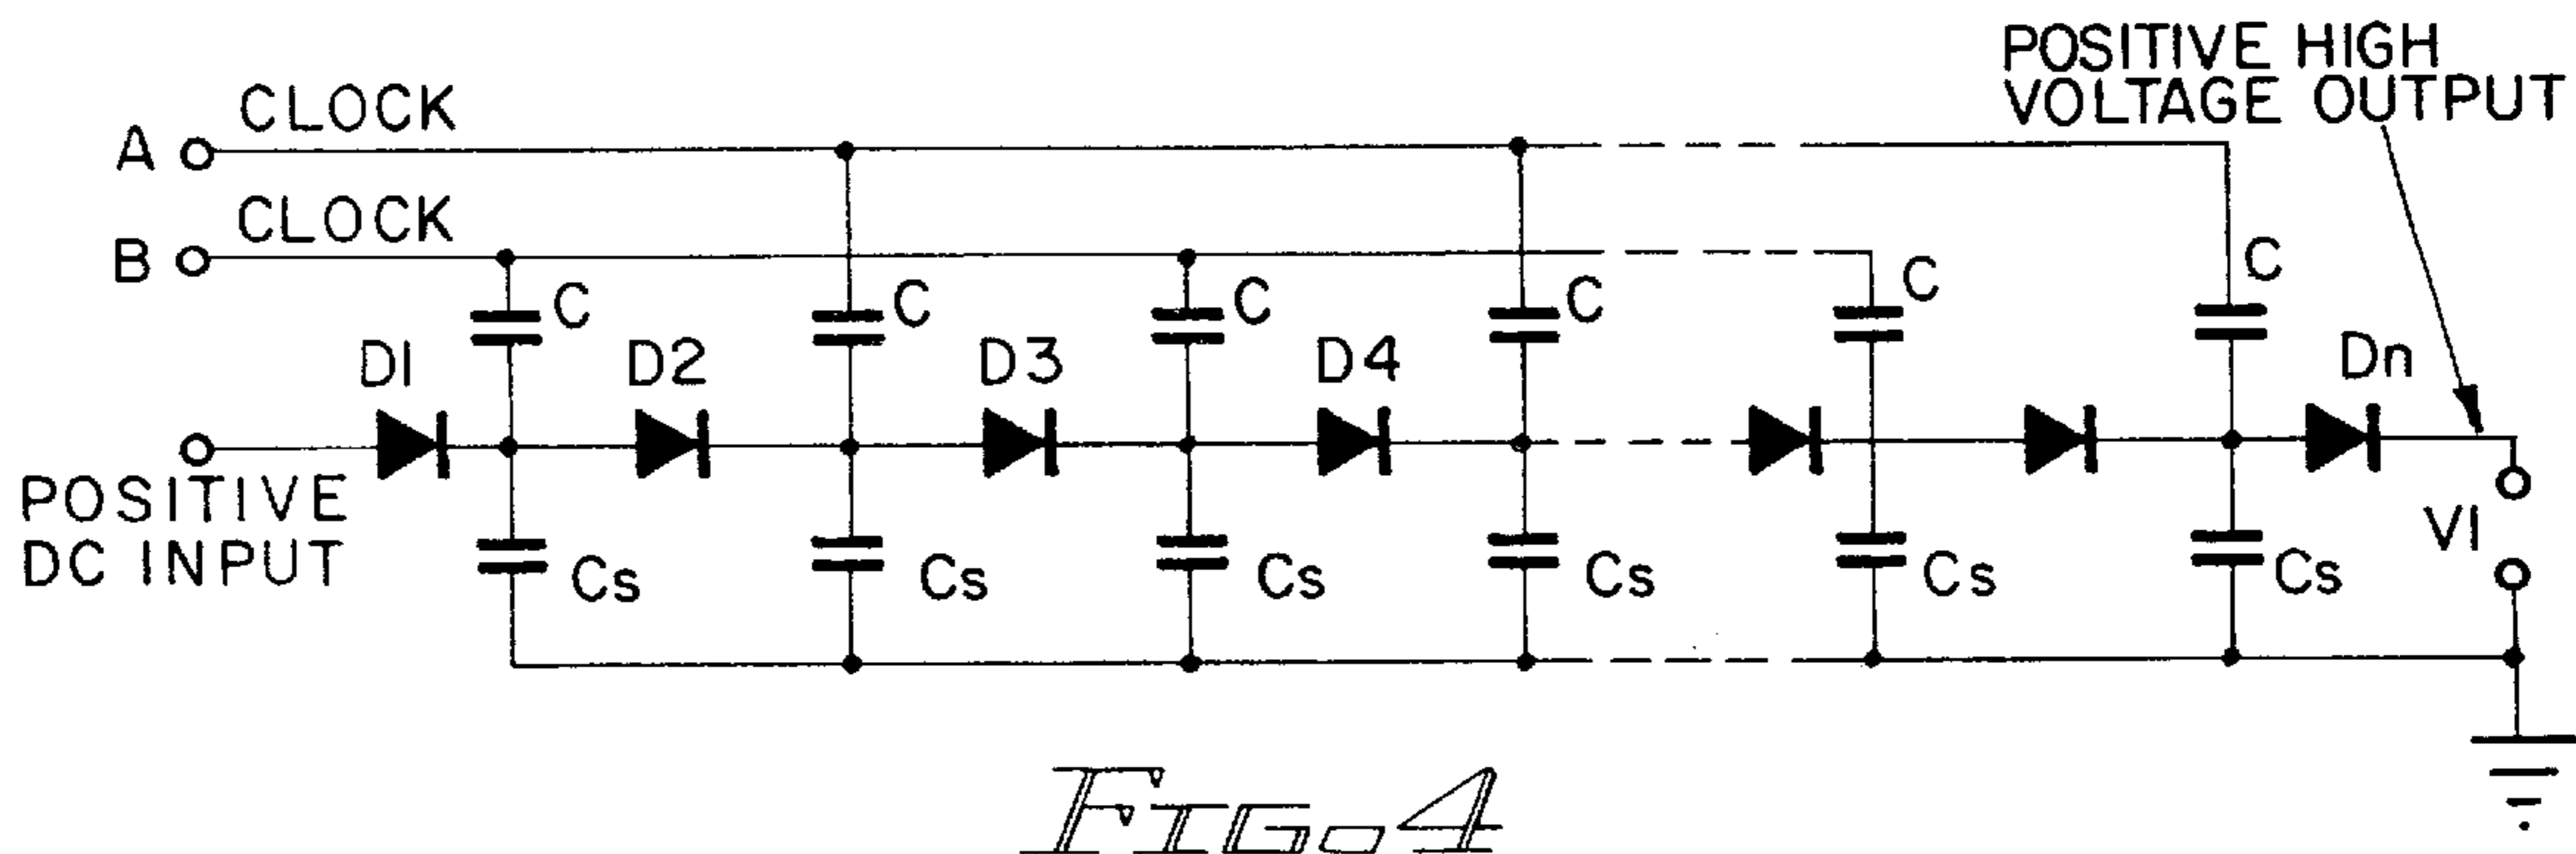 POSITIVE HIGH
VOLTAGE OUTPUT
A CLOCK
B CLOCK
C C C C C C
D1 D2 D3 D4 Dn
POSITIVE
DC INPUT
Cs Cs Cs Cs Cs Cs
V1
FIG. 4